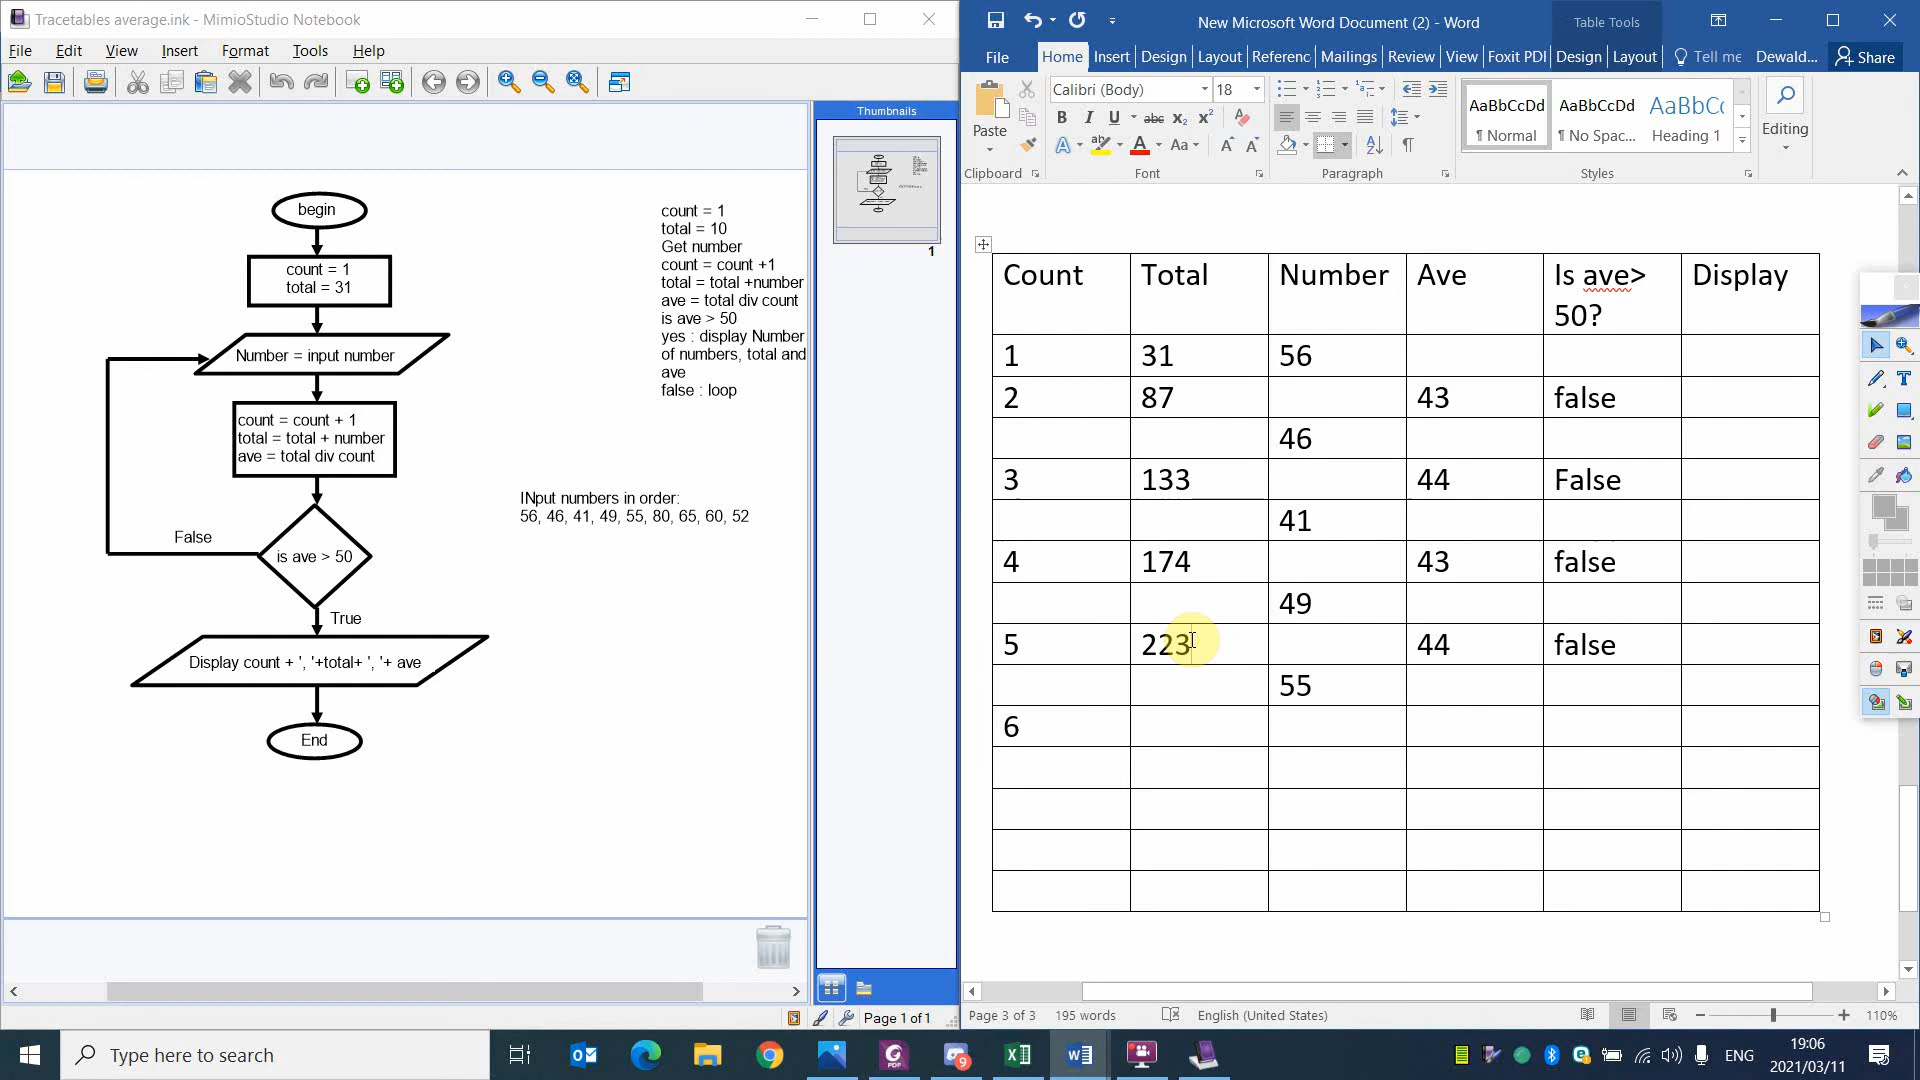 Tracetables average.ink - MimioStudio Notebook
File Edit View Insert Format Tools Help
Thumbnails
1
begin
count = 1
total = 31
Number = input number
count = count + 1
total = total + number
ave = total div count
False
is ave > 50
True
Display count + ', '+total+ ', '+ ave
End
count = 1
total = 10
Get number
count = count +1
total = total +number
ave = total div count
is ave > 50
yes : display Number
of numbers, total and
ave
false : loop
INput numbers in order:
56, 46, 41, 49, 55, 80, 65, 60, 52
Page 1 of 1
New Microsoft Word Document (2) - Word
Table Tools
File Home Insert Design Layout Referenc Mailings Review View Foxit PDI Design Layout Tell me Dewald... Share
Paste
Clipboard
Calibri (Body) 18
B I U abc X2 X2
Aa A A
Font
Paragraph
AaBbCcDd AaBbCcDd AaBbCc
¶ Normal ¶ No Spac... Heading 1
Styles
Editing
Count Total Number Ave Is ave> 50? Display
1 31 56
2 87 43 false
46
3 133 44 False
41
4 174 43 false
49
5 223 44 false
55
6
Page 3 of 3 195 words English (United States) 110%
Type here to search
9
ENG
19:06
2021/03/11